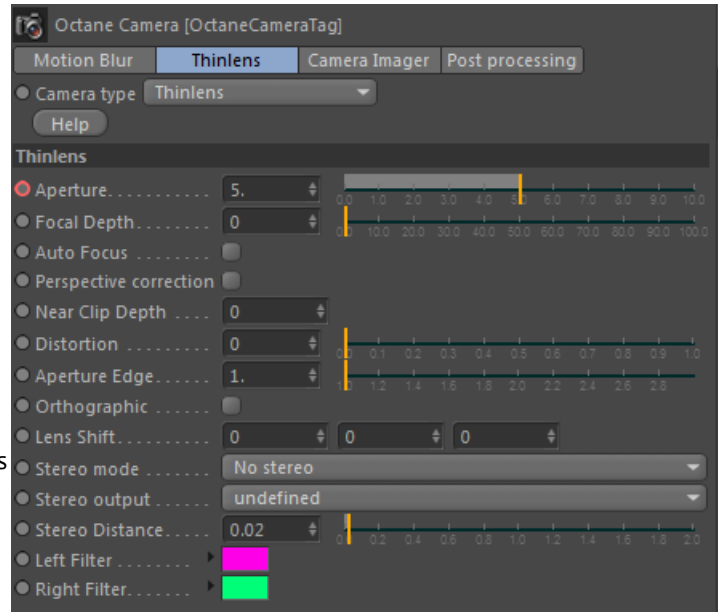 Octane Camera [OctaneCameraTag]
Motion Blur Thinlens Camera Imager Post processing
Camera type Thinlens
Help
Thinlens
Aperture........... 5. 0.0 1.0 2.0 3.0 4.0 5.0 6.0 7.0 8.0 9.0 10.0
Focal Depth........ 0 0.0 10.0 20.0 30.0 40.0 50.0 60.0 70.0 80.0 90.0 100.0
Auto Focus ........
Perspective correction
Near Clip Depth .... 0
Distortion ......... 0 0.0 0.1 0.2 0.3 0.4 0.5 0.6 0.7 0.8 0.9 1.0
Aperture Edge...... 1. 1.0 1.2 1.4 1.6 1.8 2.0 2.2 2.4 2.6 2.8
Orthographic ......
Lens Shift.......... 0 0 0
s
Stereo mode ....... No stereo
Stereo output ...... undefined
Stereo Distance..... 0.02 0.0 0.2 0.4 0.6 0.8 1.0 1.2 1.4 1.6 1.8 2.0
Left Filter ........
Right Filter.......